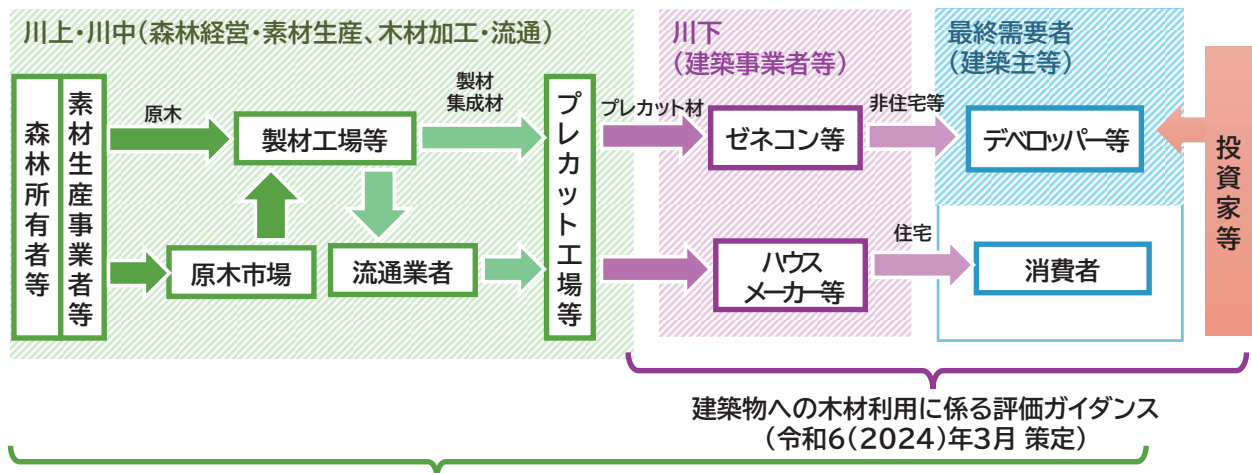 川上・川中（森林経営・素材生産、木材加工・流通）
川下
（建築事業者等）
最終需要者
（建築主等）
森林所有者等
素材生産事業者等
原木
製材工場等
製材
集成材
プレカット工場等
プレカット材
ゼネコン等
非住宅等
デベロッパー等
投資家等
原木市場
流通業者
ハウス
メーカー等
住宅
消費者
建築物への木材利用に係る評価ガイダンス
（令和6（2024）年3月 策定）